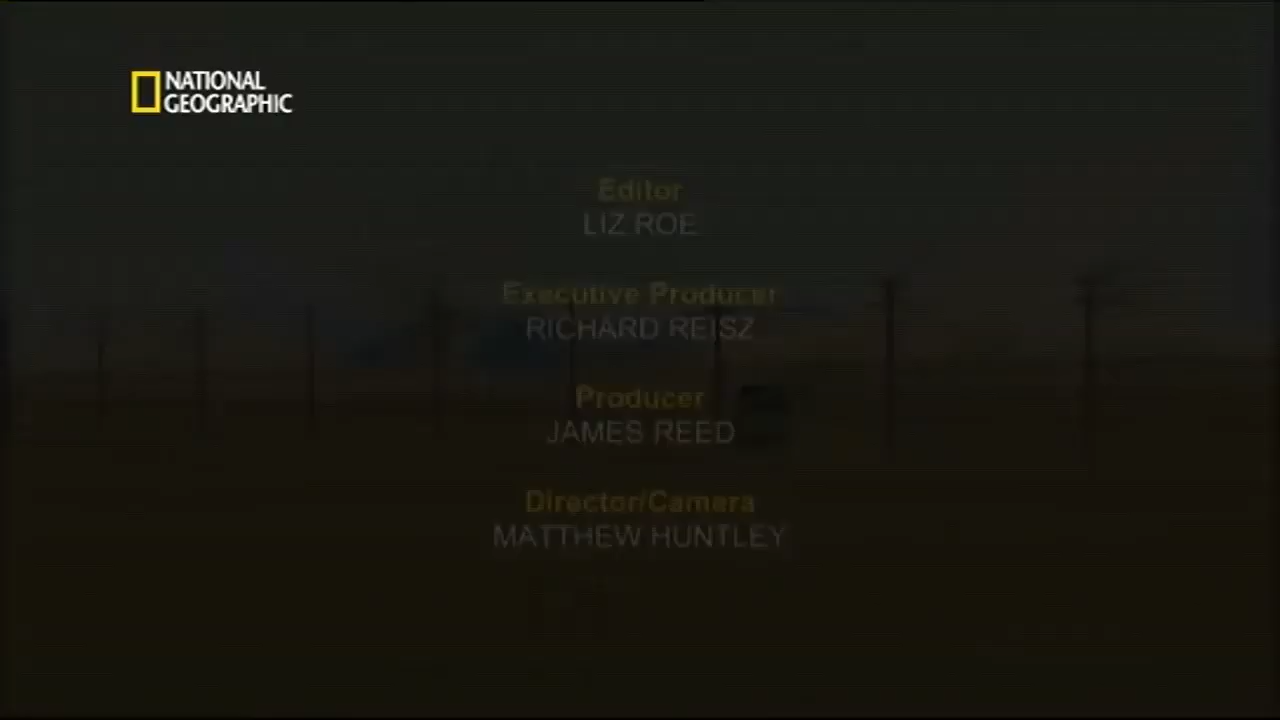 NATIONAL
GEOGRAPHIC
Editor
LIZ ROE
Executive Producer
RICHARD REISZ
Producer
JAMES REED
Director/Camera
MATTHEW HUNTLEY